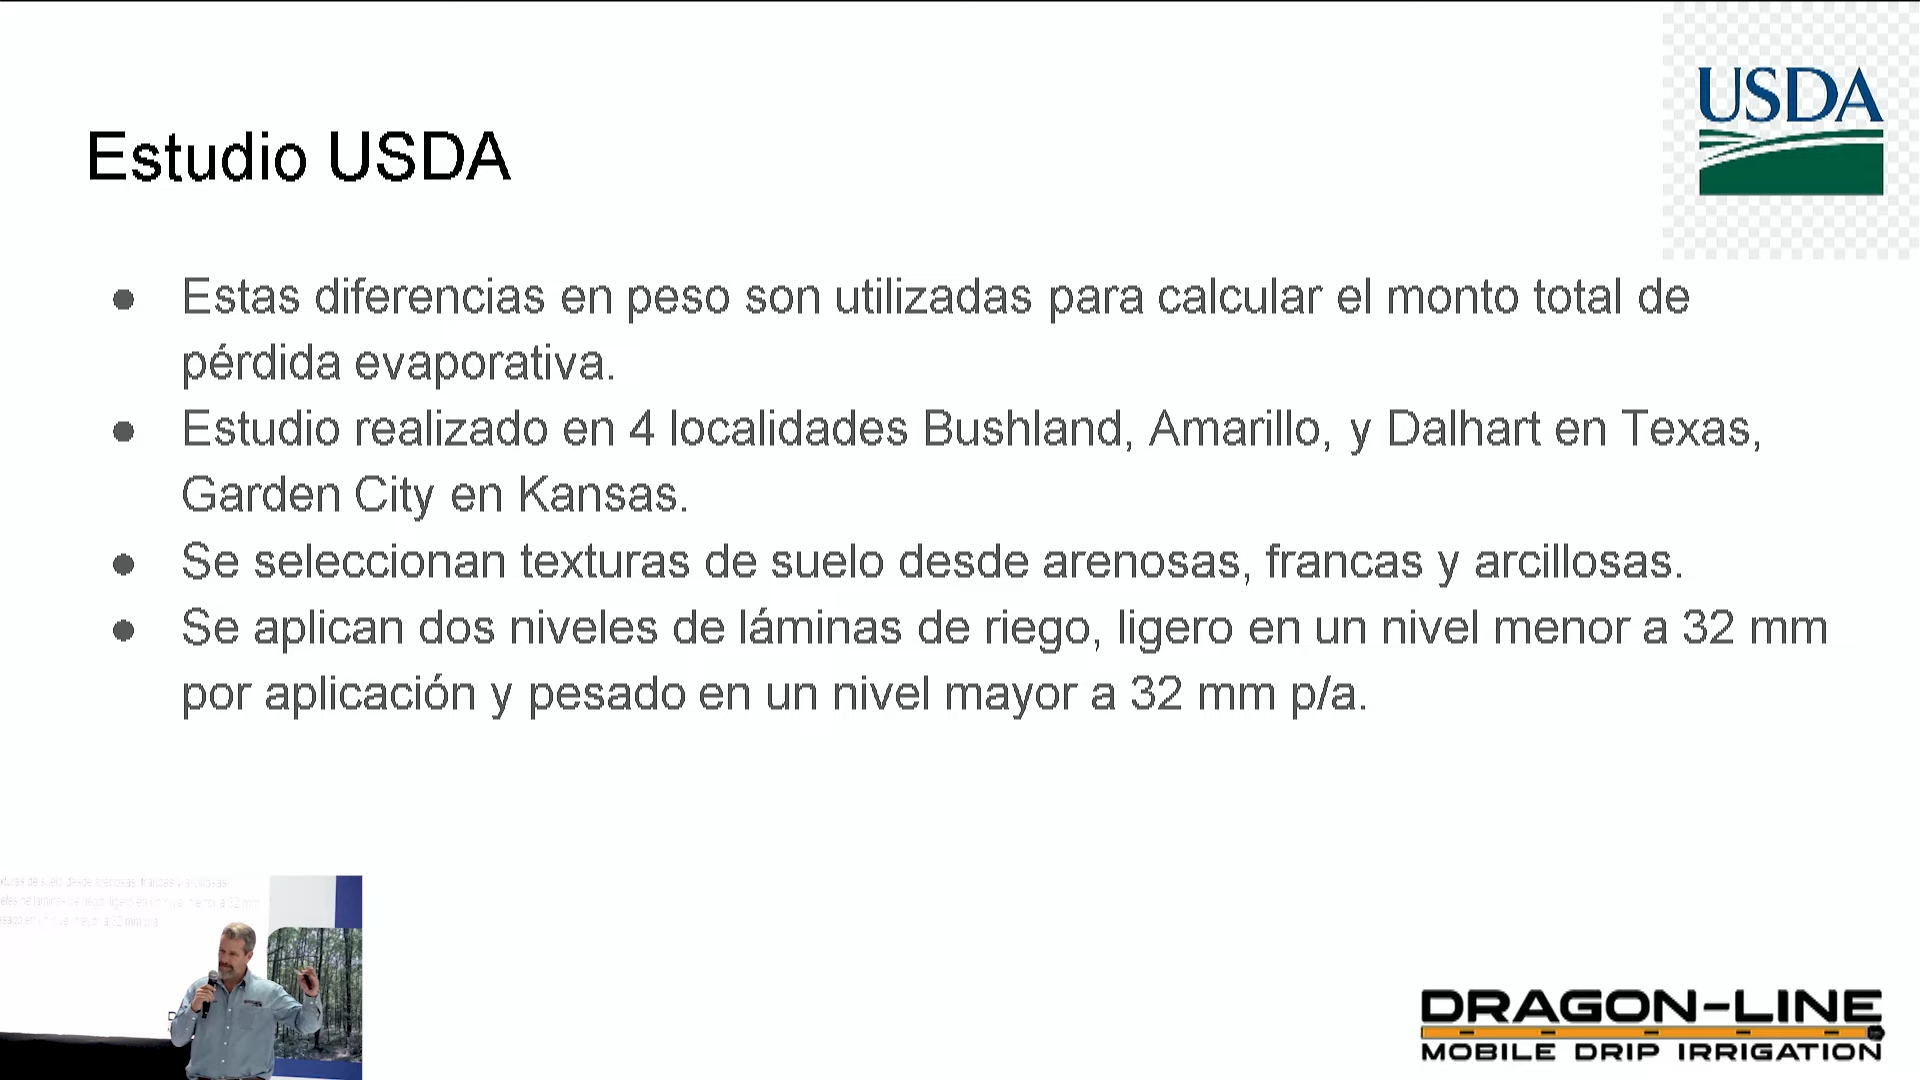 USDA
Estudio USDA
● Estas diferencias en peso son utilizadas para calcular el monto total de
pérdida evaporativa.
● Estudio realizado en 4 localidades Bushland, Amarillo, y Dalhart en Texas,
Garden City en Kansas.
● Se seleccionan texturas de suelo desde arenosas, francas y arcillosas.
● Se aplican dos niveles de láminas de riego, ligero en un nivel menor a 32 mm
por aplicación y pesado en un nivel mayor a 32 mm p/a.
DRAGON-LINE
MOBILE DRIP IRRIGATION